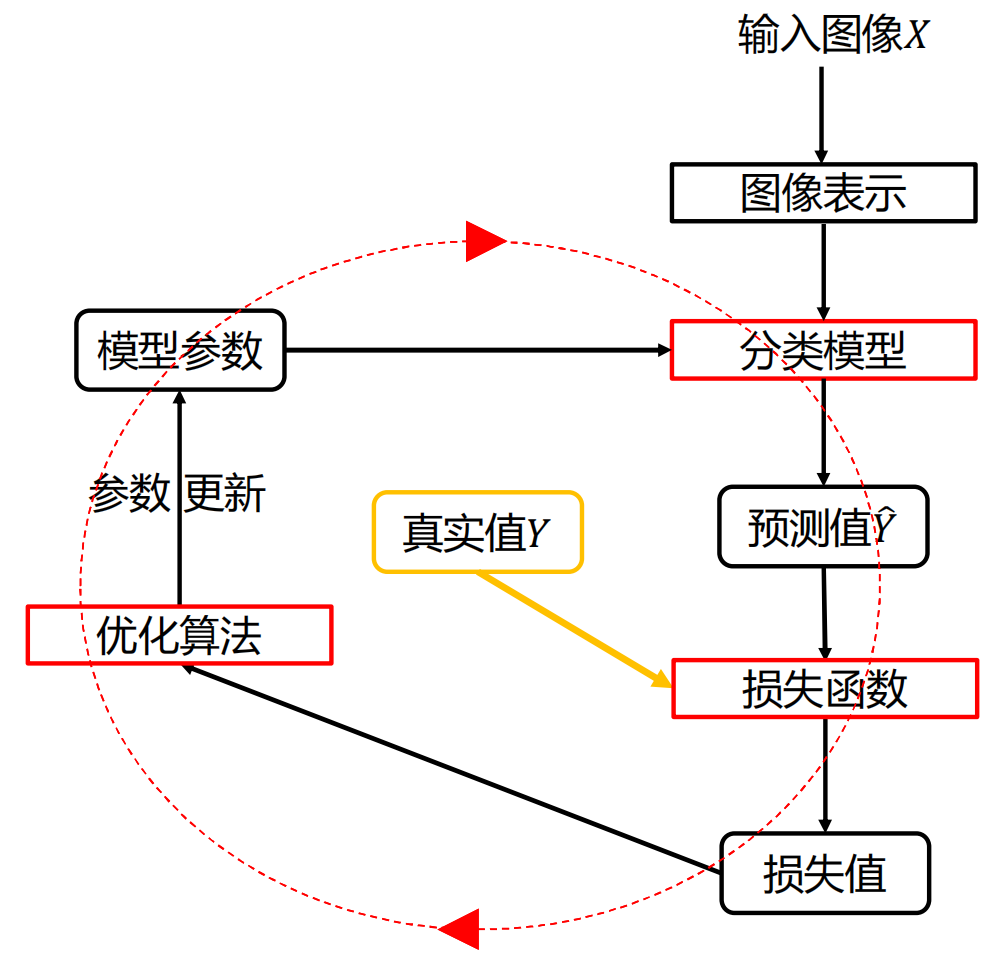 输入图像X
图像表示
模型参数
分类模型
参数 更新
真实值Y
预测值Ŷ
优化算法
损失函数
损失值